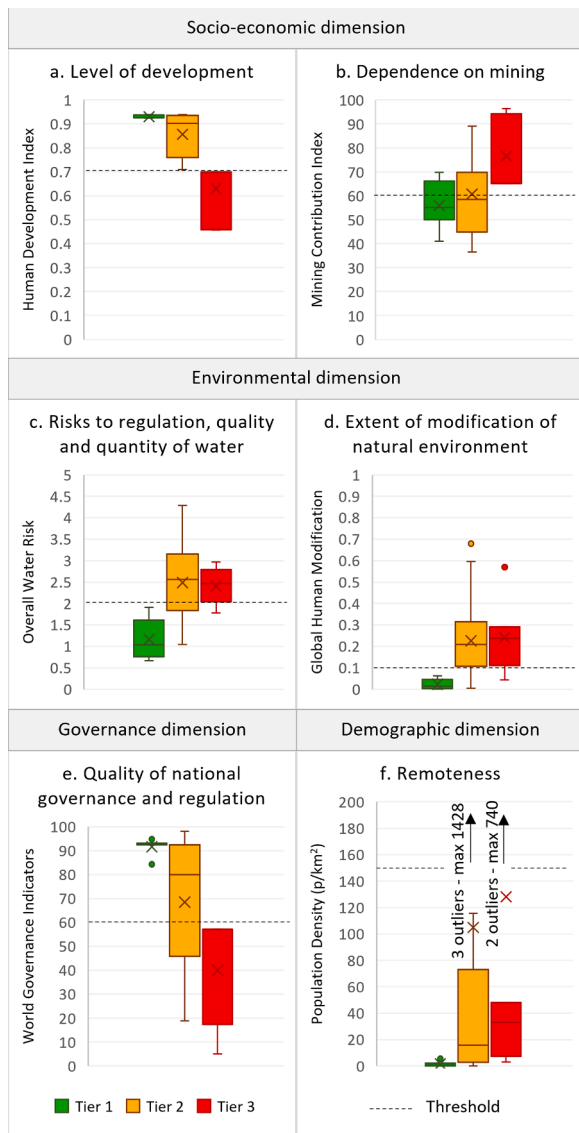 Socio-economic dimension
a. Level of development
Human Development Index
1
0.9
0.8
0.7
0.6
0.5
0.4
0.3
0.2
0.1
0
b. Dependence on mining
Mining Contribution Index
100
90
80
70
60
50
40
30
20
10
0
Environmental dimension
c. Risks to regulation, quality
and quantity of water
Overall Water Risk
5
4.5
4
3.5
3
2.5
2
1.5
1
0.5
0
d. Extent of modification of
natural environment
Global Human Modification
1
0.9
0.8
0.7
0.6
0.5
0.4
0.3
0.2
0.1
0
Governance dimension
e. Quality of national
governance and regulation
World Governance Indicators
100
90
80
70
60
50
40
30
20
10
0
Tier 1
Tier 2
Tier 3
Demographic dimension
f. Remoteness
Population Density (p/km²)
200
180
160
140
120
100
80
60
40
20
0
3 outliers - max 1428
2 outliers - max 740
Threshold